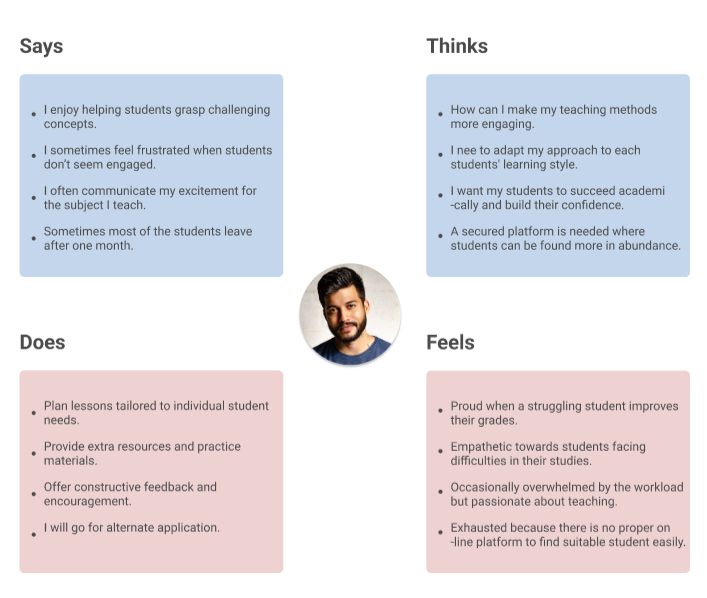 Says
• I enjoy helping students grasp challenging
concepts.
• I sometimes feel frustrated when students
don't seem engaged.
• I often communicate my excitement for
the subject I teach.
• Sometimes most of the students leave
after one month.
Thinks
• How can I make my teaching methods
more engaging.
• I nee to adapt my approach to each
students' learning style.
• I want my students to succeed academi
-cally and build their confidence.
• A secured platform is needed where
students can be found more in abundance.
Does
• Plan lessons tailored to individual student
needs.
• Provide extra resources and practice
materials.
• Offer constructive feedback and
encouragement.
• I will go for alternate application.
Feels
• Proud when a struggling student improves
their grades.
• Empathetic towards students facing
difficulties in their studies.
• Occasionally overwhelmed by the workload
but passionate about teaching.
• Exhausted because there is no proper on
-line platform to find suitable student easily.